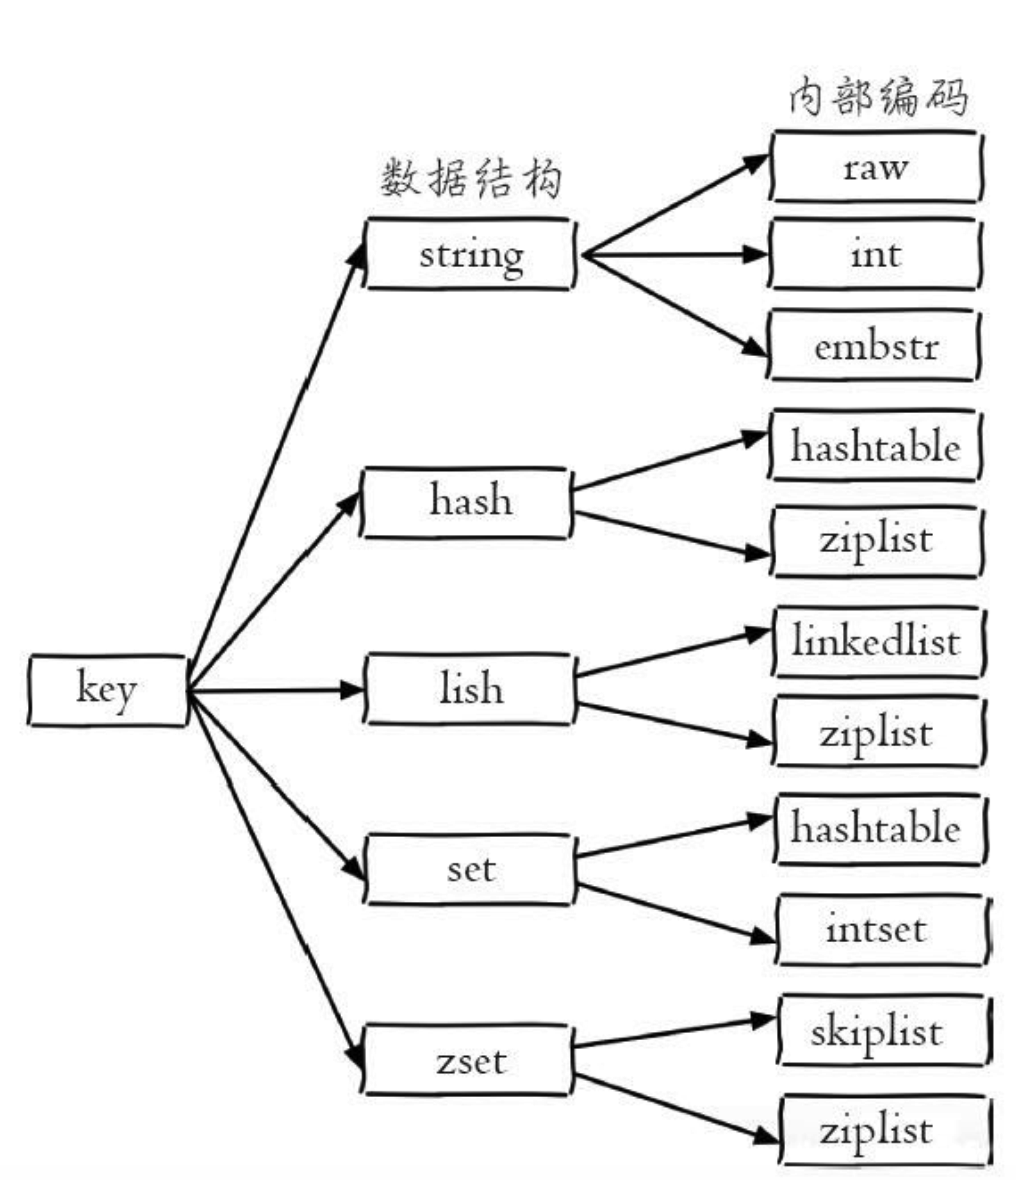 内部编码
数据结构
raw
string
int
embstr
hashtable
hash
ziplist
linkedlist
key
lish
ziplist
hashtable
set
intset
skiplist
zset
ziplist